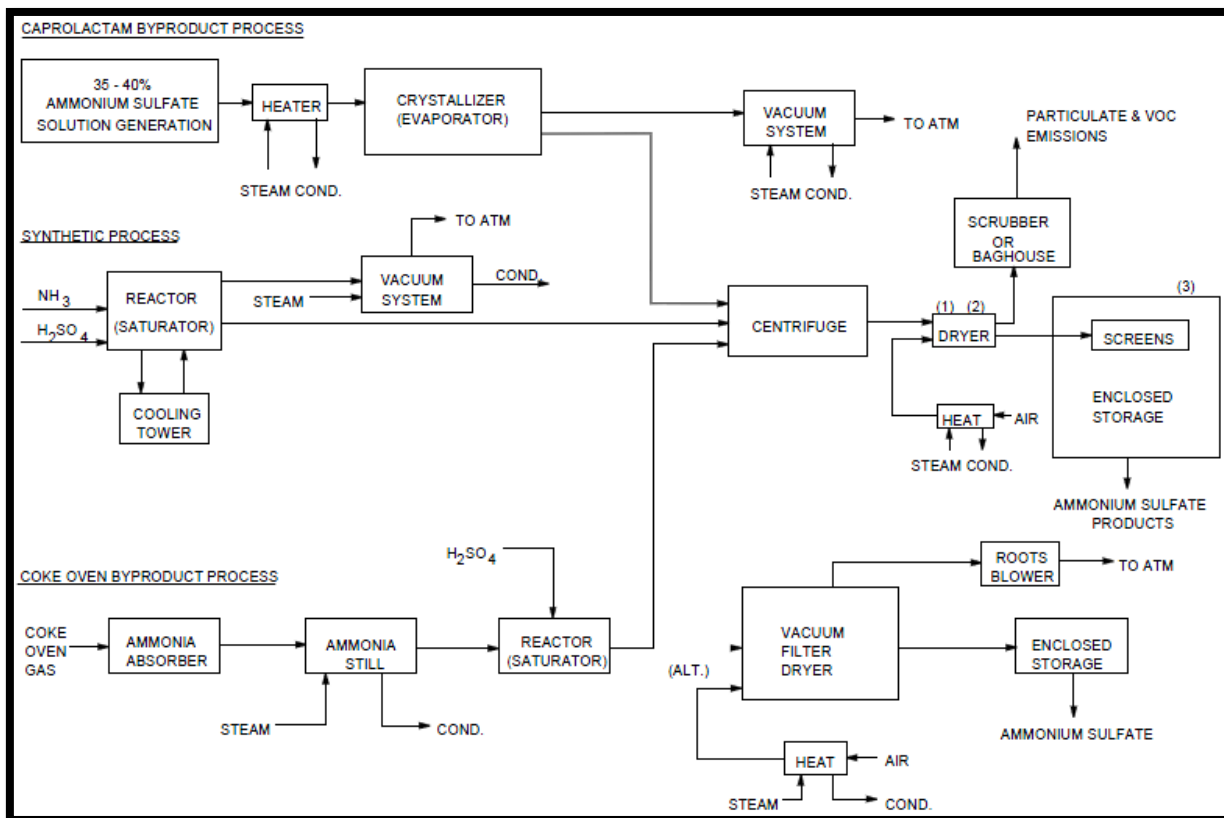 CAPROLACTAM BYPRODUCT PROCESS
35 - 40%
AMMONIUM SULFATE
SOLUTION GENERATION
HEATER
STEAM COND.
CRYSTALLIZER
(EVAPORATOR)
VACUUM
SYSTEM
TO ATM
STEAM COND.
PARTICULATE & VOC
EMISSIONS
SCRUBBER
OR
BAGHOUSE
SYNTHETIC PROCESS
NH3
H2SO4
REACTOR
(SATURATOR)
COOLING
TOWER
TO ATM
STEAM
VACUUM
SYSTEM
COND.
CENTRIFUGE
(1) (2)
DRYER
HEAT
AIR
STEAM COND.
(3)
SCREENS
ENCLOSED
STORAGE
AMMONIUM SULFATE
PRODUCTS
COKE OVEN BYPRODUCT PROCESS
COKE
OVEN
GAS
AMMONIA
ABSORBER
AMMONIA
STILL
STEAM
COND.
H2SO4
REACTOR
(SATURATOR)
(ALT.)
VACUUM
FILTER
DRYER
ROOTS
BLOWER
TO ATM
ENCLOSED
STORAGE
AMMONIUM SULFATE
HEAT
AIR
STEAM
COND.